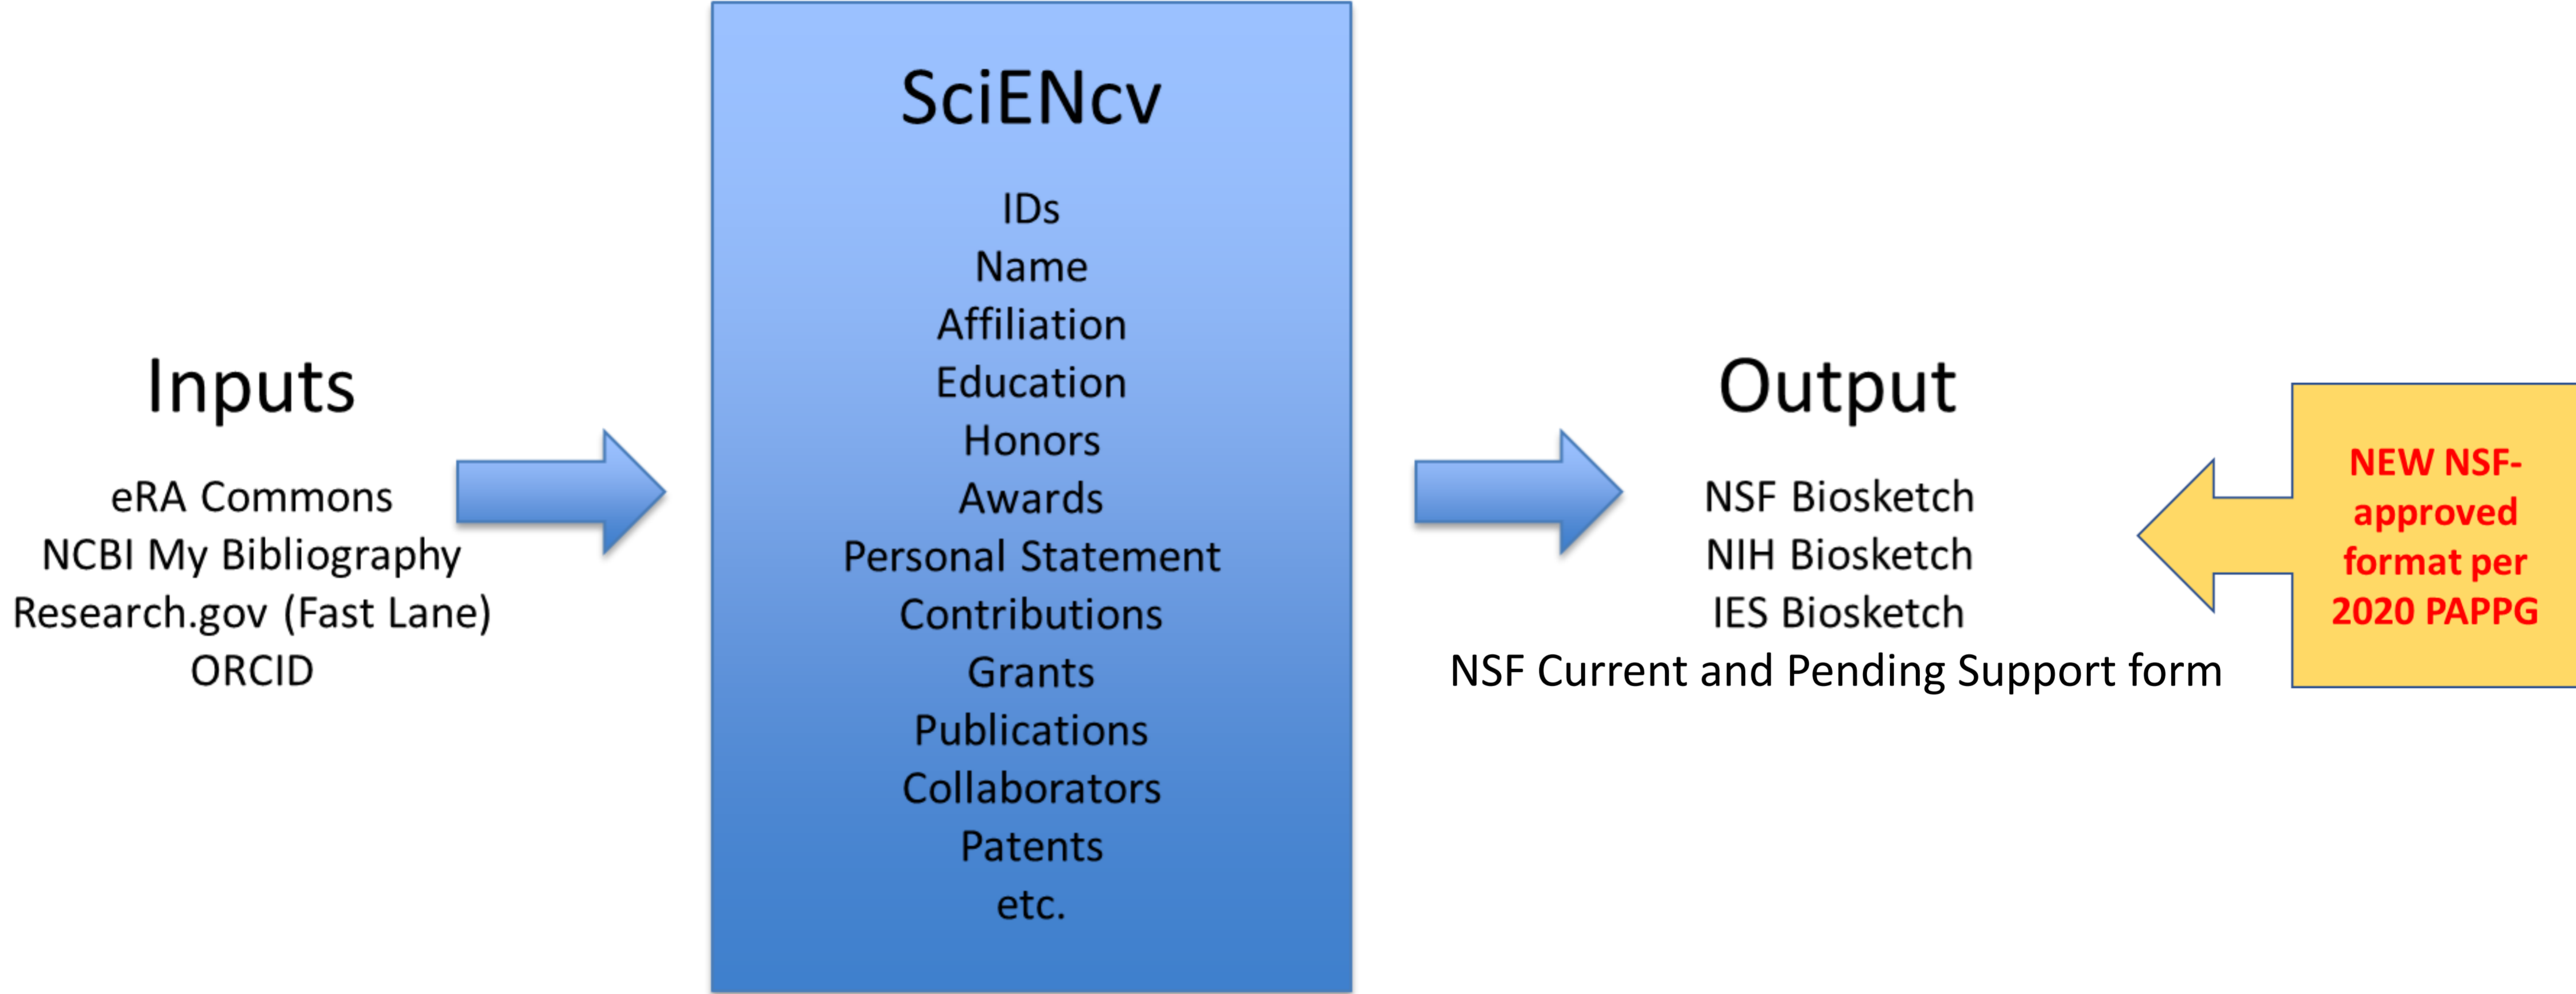 Inputs
eRA Commons
NCBI My Bibliography
Research.gov (Fast Lane)
ORCID
SciENcv
IDs
Name
Affiliation
Education
Honors
Awards
Personal Statement
Contributions
Grants
Publications
Collaborators
Patents
etc.
Output
NSF Biosketch
NIH Biosketch
IES Biosketch
NSF Current and Pending Support form
NEW NSF-
approved
format per
2020 PAPPG